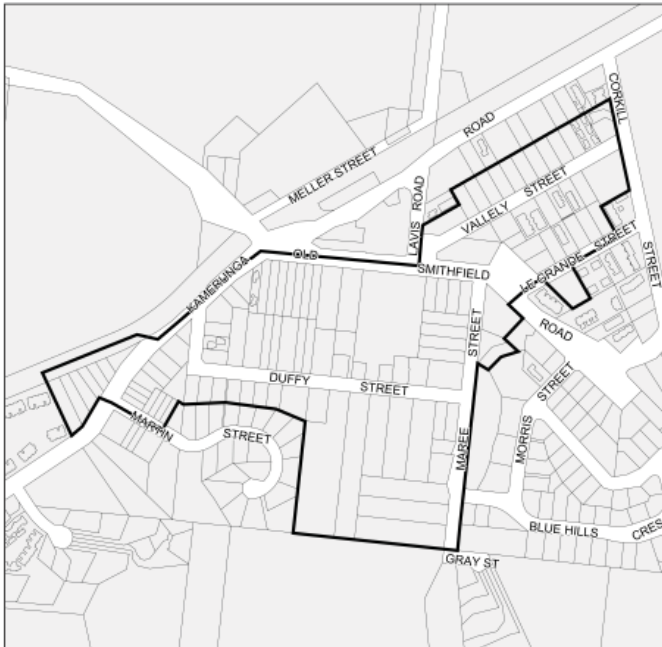 CORKILL
STREET
ROAD
MELLER STREET
VALLELY STREET
LAVIS ROAD
LE GRANDE STREET
OLD
SMITHFIELD
ROAD
KAMERUNGA
STREET
MAREE
DUFFY STREET
MORRIS
STREET
MARTIN
STREET
BLUE HILLS CRES
GRAY ST